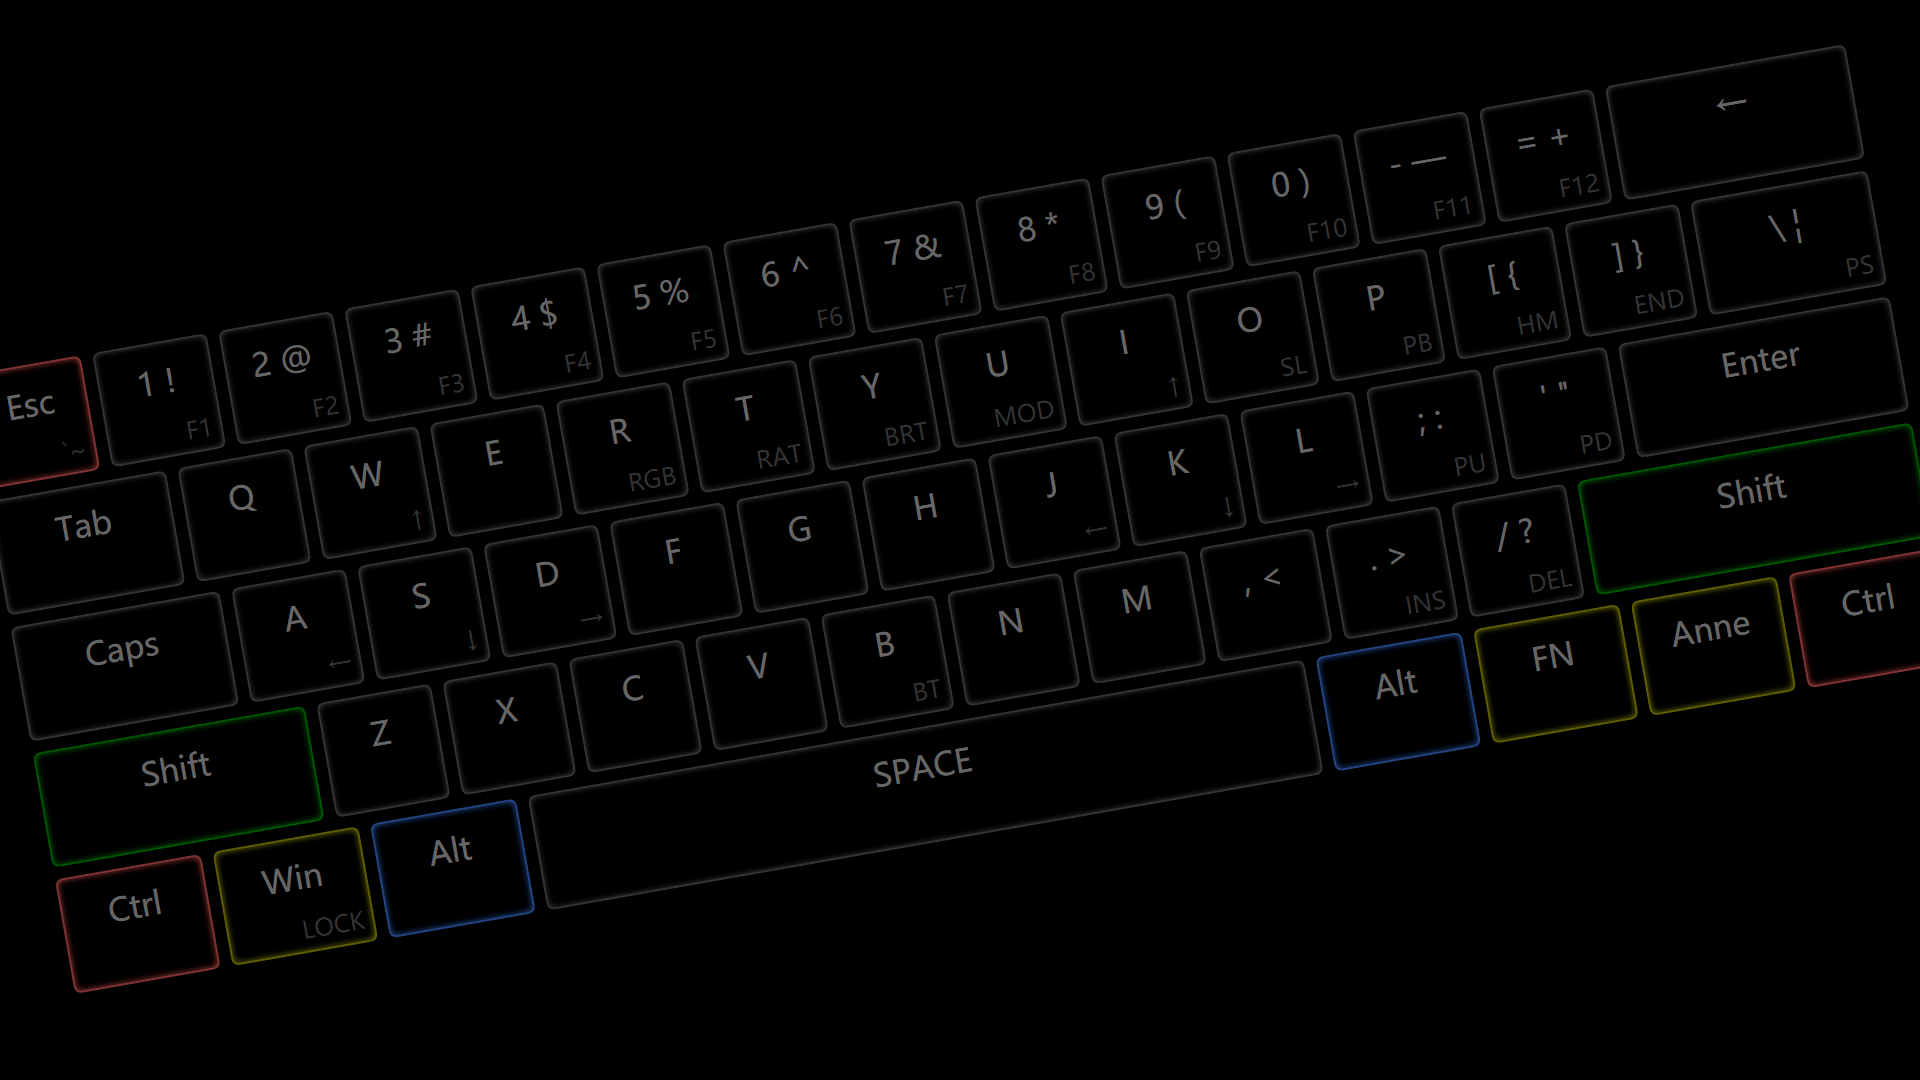 Esc `~ 1 ! F1 2 @ F2 3 # F3 4 $ F4 5 % F5 6 ^ F6 7 & F7 8 * F8 9 ( F9 0 ) F10 - — F11 = + F12 ←
Tab Q W ↑ E R RGB T RAT Y BRT U MOD I ↑ O SL P PB [ { HM ] } END \ ¦ PS
Caps A ← S ↓ D → F G H J ← K ↓ L → ; : PU ' " PD Enter
Shift Z X C V B BT N M , < . > INS / ? DEL Shift
Ctrl Win LOCK Alt SPACE Alt FN Anne Ctrl